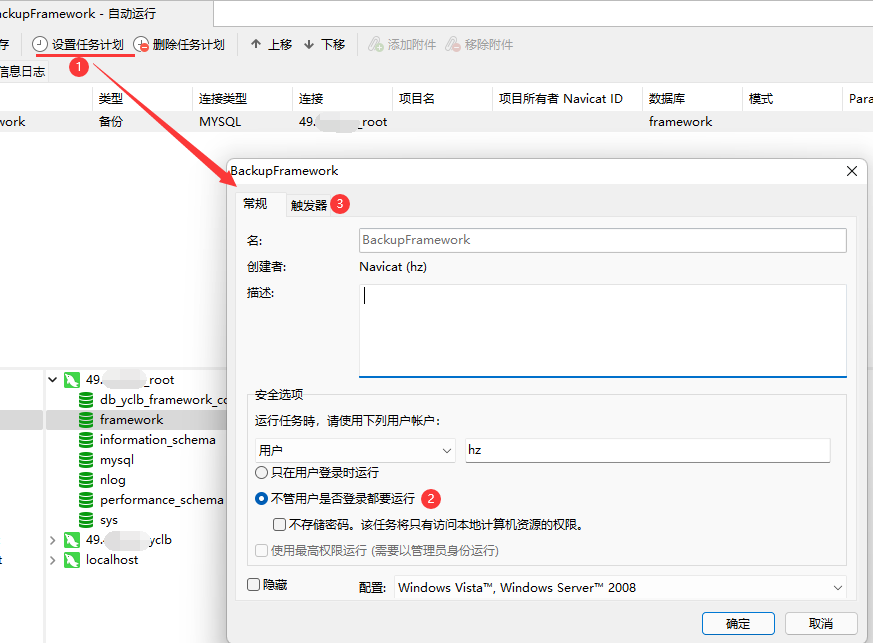 ckupFramework - 自动运行
存 设置任务计划 删除任务计划 上移 下移 添加附件 移除附件
信息日志 1
类型 连接类型 连接 项目名 项目所有者 Navicat ID 数据库 模式 Para
work 备份 MYSQL 49. _root framework
BackupFramework
常规 触发器 3
名: BackupFramework
创建者: Navicat (hz)
描述:
49. _root
db_yclb_framework_co
framework
information_schema
mysql
nlog
performance_schema
sys
49. yclb
localhost
安全选项
运行任务時，请使用下列用户帐户:
用户 hz
只在用户登录时运行
不管用户是否登录都要运行 2
不存储密码。该任务将只有访问本地计算机资源的权限。
使用最高权限运行 (需要以管理员身份运行)
隐藏 配置: Windows Vista™, Windows Server™ 2008
确定 取消